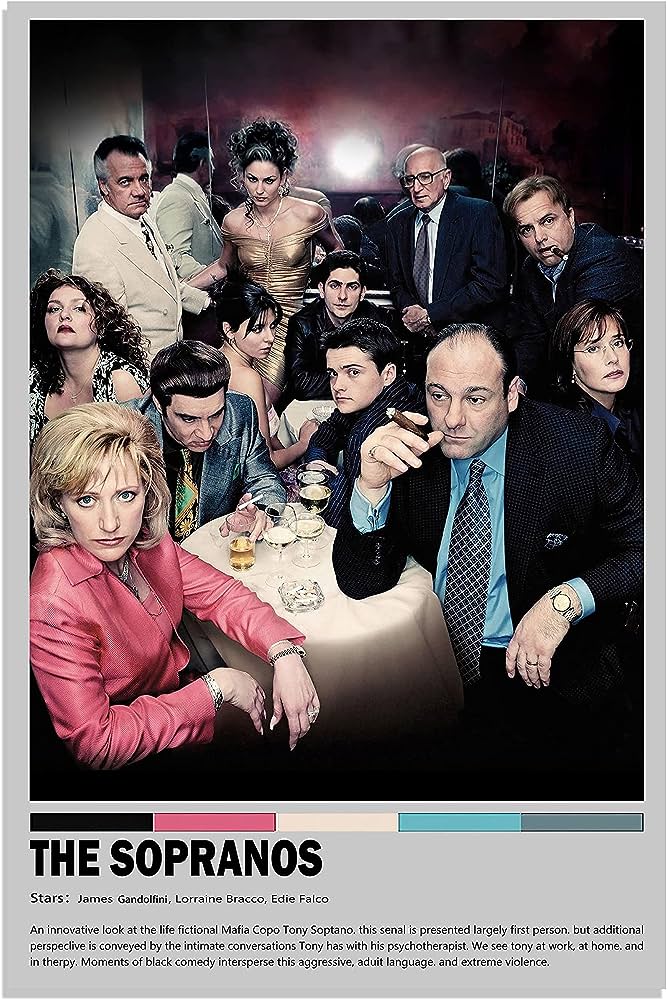 THE SOPRANOS
Stars: James Gandolfini, Lorraine Bracco, Edie Falco
An innovative look at the life fictional Mafia Copo Tony Soptano. this senal is presented largely first person. but additional
perspeclive is conveyed by the intimate conversations Tony has with his psychotherapist. We see tony at work, at home. and
in therpy. Moments of black comedy intersperse this aggressive, aduit language. and extreme violence.